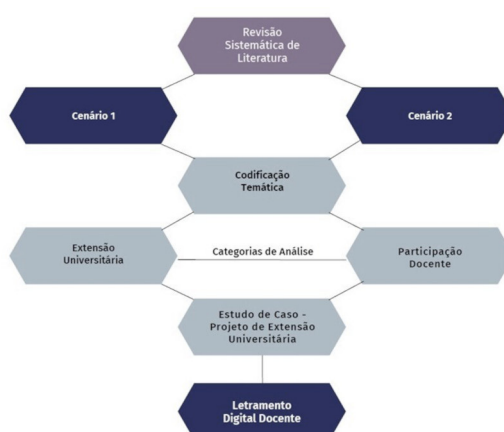 Revisão
Sistemática de
Literatura
Cenário 1
Cenário 2
Codificação
Temática
Extensão
Universitária
Categorias de Análise
Participação
Docente
Estudo de Caso -
Projeto de Extensão
Universitária
Letramento
Digital Docente